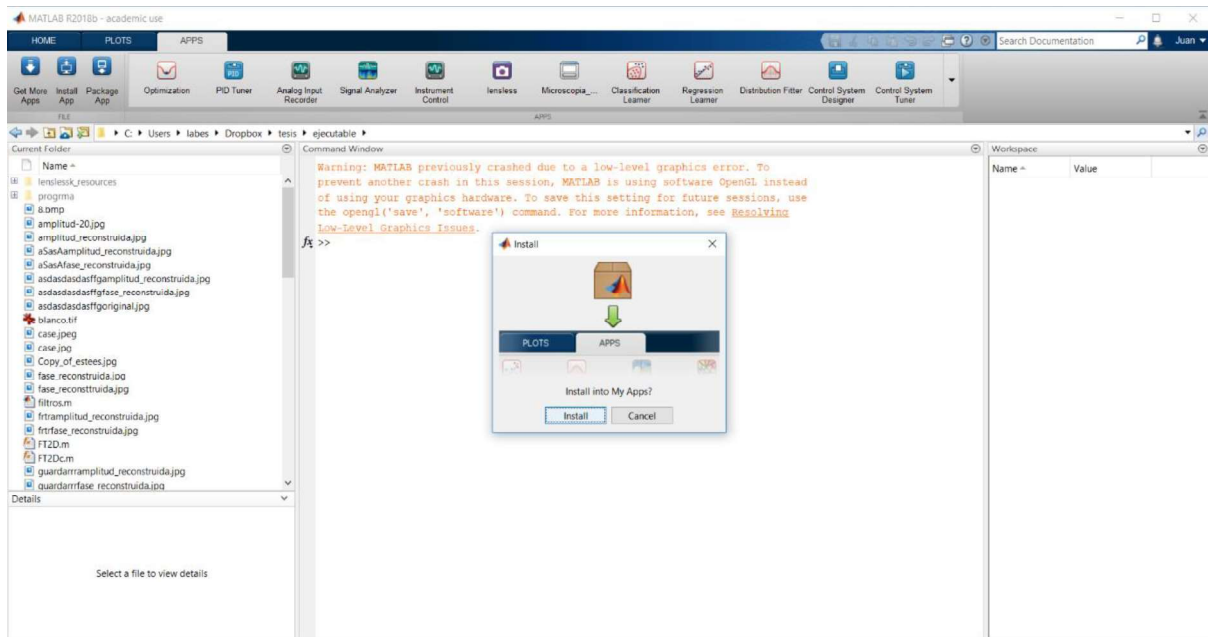 MATLAB R2018b - academic use
HOME PLOTS APPS
Search Documentation
Juan
Get More Apps
Install App
Package App
Optimization
PID Tuner
Analog Input Recorder
Signal Analyzer
Instrument Control
lensless
Microscopia_...
Classification Learner
Regression Learner
Distribution Fitter
Control System Designer
Control System Tuner
FILE
APPS
C: Users labes Dropbox tesis ejecutable
Current Folder
Name
lenslessk_resources
progrma
8.bmp
amplitud-20.jpg
amplitud_reconstruida.jpg
aSasAamplitud_reconstruida.jpg
aSasAfase_reconstruida.jpg
asdasdasdasffgamplitud_reconstruida.jpg
asdasdasdasffgfase_reconstruida.jpg
asdasdasdasffgoriginal.jpg
blanco.tif
case.jpeg
case.jpg
Copy_of_estees.jpg
fase_reconstruida.jpg
fase_reconsttruida.jpg
filtros.m
frtramplitud_reconstruida.jpg
frtrfase_reconstruida.jpg
FT2D.m
FT2Dc.m
guardarrramplitud_reconstruida.jpg
guardarrrfase_reconstruida.jpg
Details
Select a file to view details
Command Window
Warning: MATLAB previously crashed due to a low-level graphics error. To
prevent another crash in this session, MATLAB is using software OpenGL instead
of using your graphics hardware. To save this setting for future sessions, use
the opengl('save', 'software') command. For more information, see Resolving
Low-Level Graphics Issues.
fx >>
Install
PLOTS APPS
Install into My Apps?
Install Cancel
Workspace
Name Value